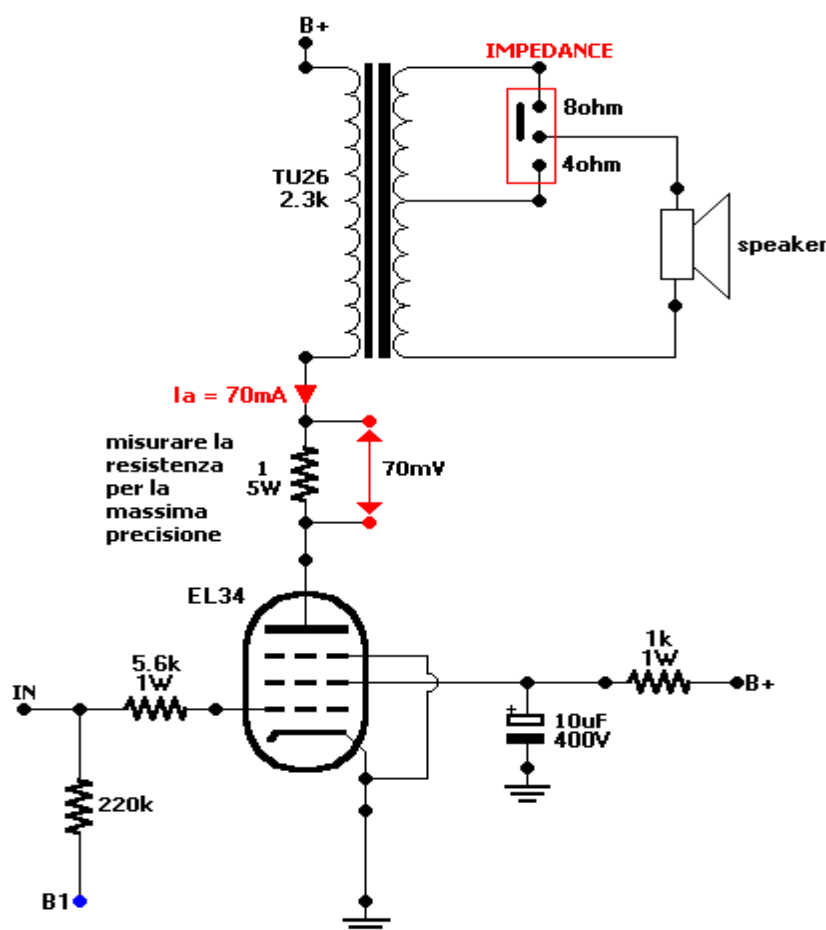 B+
IMPEDANCE
8ohm
4ohm
TU26
2.3k
speaker
Ia = 70mA
misurare la
resistenza
per la
massima
precisione
1
5W
70mV
EL34
5.6k
1W
IN
1k
1W
B+
+
10uF
400V
220k
B1